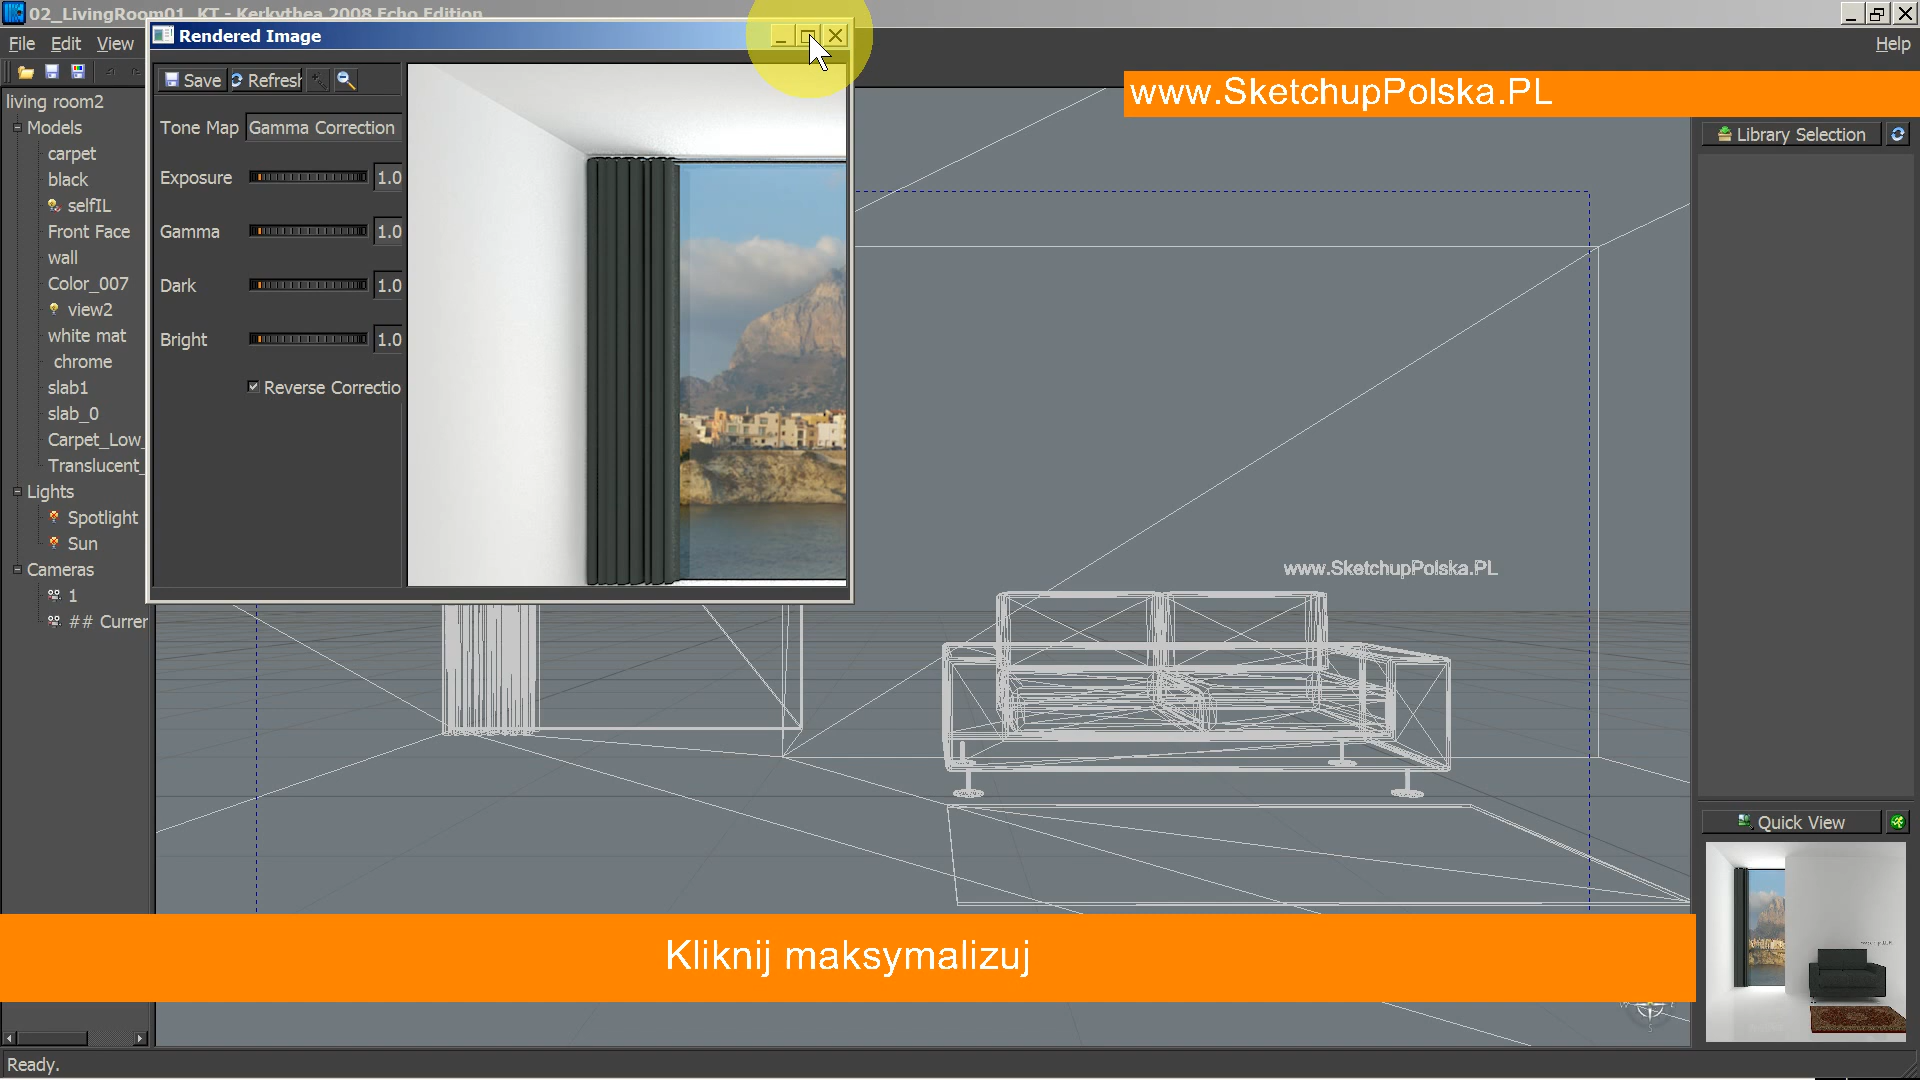 02_LivingRoom01_KT - Kerkythea 2008 Echo Edition
File Edit View
Help
Rendered Image
Save Refresh
www.SketchupPolska.PL
Library Selection
living room2
Models
carpet
black
selfIL
Front Face
wall
Color_007
view2
white mat
chrome
slab1
slab_0
Carpet_Low_
Translucent_
Lights
Spotlight
Sun
Cameras
1
## Curren
Tone Map Gamma Correction
Exposure 1.0
Gamma 1.0
Dark 1.0
Bright 1.0
Reverse Correctio
www.SketchupPolska.PL
Quick View
Kliknij maksymalizuj
Ready.